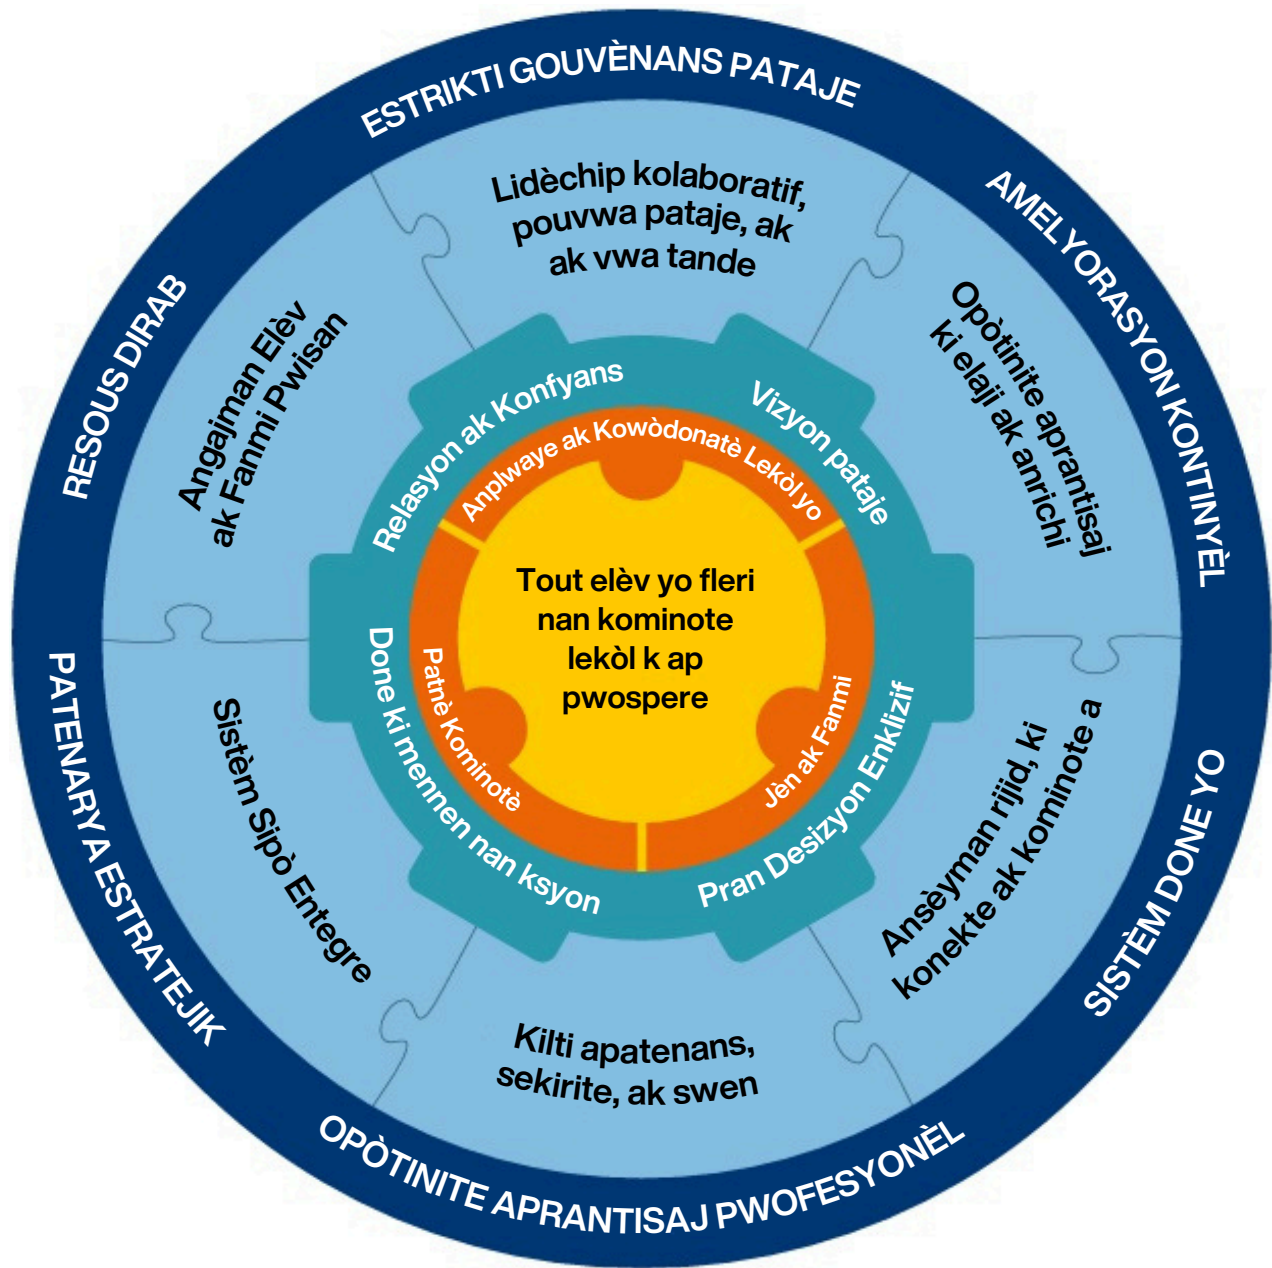 ESTRIKTI GOUVÈNANS PATAJE
AMELYORASYON KONTINYÈL
SISTÈM DONE YO
OPÒTINITE APRANTISAJ PWOFESYONÈL
PATENARYA ESTRATEJIK
RESOUS DIRAB
Lidèchip kolaboratif,
pouvwa pataje, ak
ak vwa tande
Opòtinite aprantisaj
ki elaji ak anrichi
Ansèyman rijid, ki
konekte ak kominote a
Kilti apatenans,
sekirite, ak swen
Sistèm Sipò Entegre
Angajman Elèv
ak Fanmi Pwisan
Relasyon ak Konfyans
Vizyon pataje
Pran Desizyon Enklizif
Done ki mennen nan ksyon
Anplwaye ak Kowòdonatè Lekòl yo
Jèn ak Fanmi
Patnè Kominotè
Tout elèv yo fleri
nan kominote
lekòl k ap
pwospere